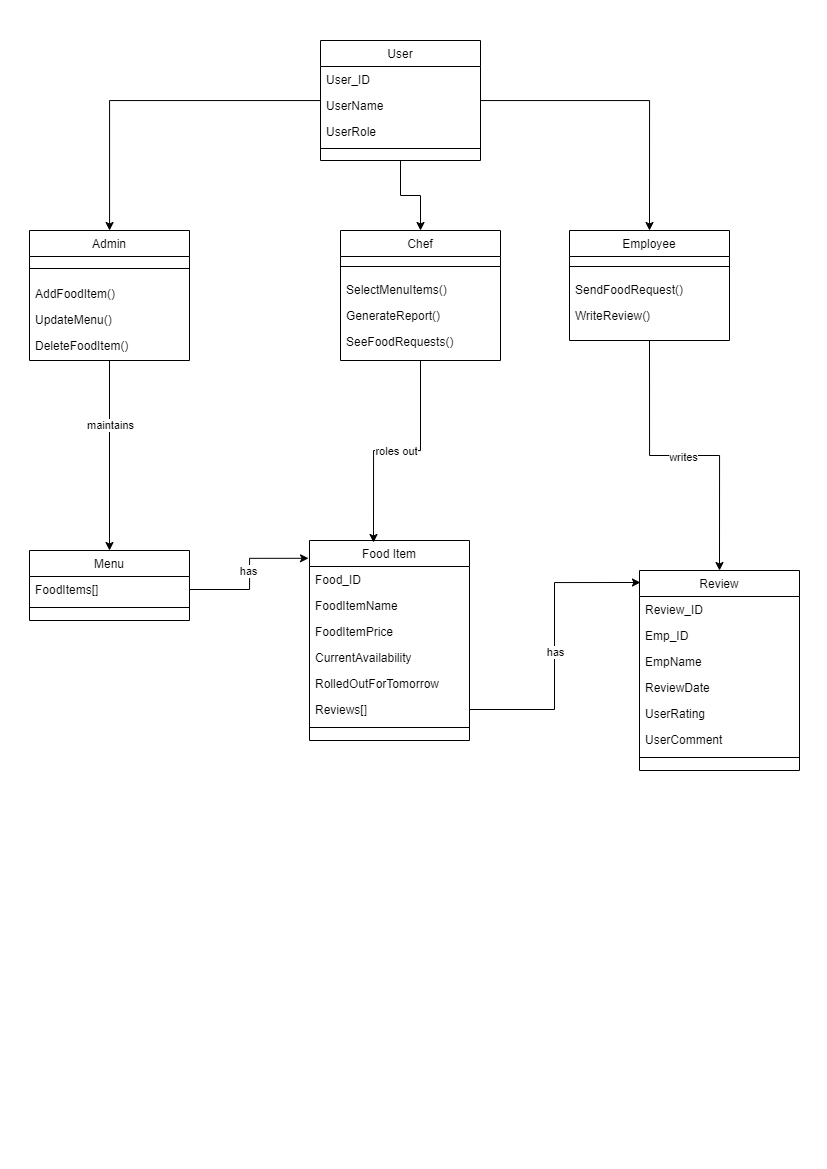 User
User_ID
UserName
UserRole
Admin
AddFoodItem()
UpdateMenu()
DeleteFoodItem()
Chef
SelectMenuItems()
GenerateReport()
SeeFoodRequests()
Employee
SendFoodRequest()
WriteReview()
maintains
roles out
writes
Menu
FoodItems[]
has
Food Item
Food_ID
FoodItemName
FoodItemPrice
CurrentAvailability
RolledOutForTomorrow
Reviews[]
has
Review
Review_ID
Emp_ID
EmpName
ReviewDate
UserRating
UserComment